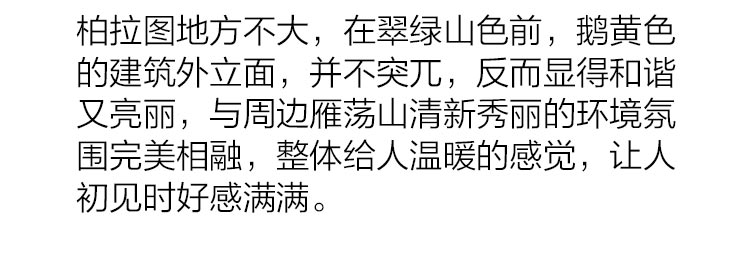 柏拉图地方不大，在翠绿山色前，鹅黄色
的建筑外立面，并不突兀，反而显得和谐
又亮丽，与周边雁荡山清新秀丽的环境氛
围完美相融，整体给人温暖的感觉，让人
初见时好感满满。